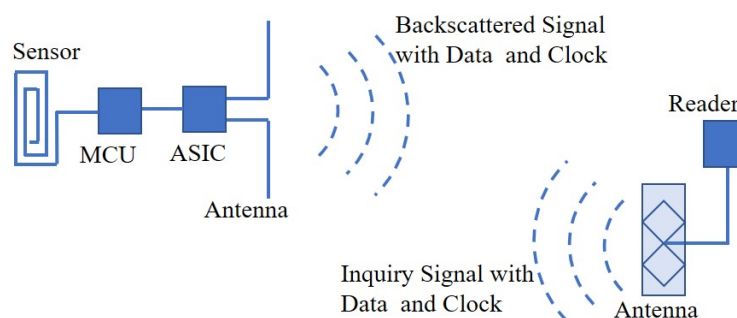 Backscattered Signal
with Data and Clock
Sensor
MCU
ASIC
Antenna
Reader
Inquiry Signal with
Data and Clock
Antenna